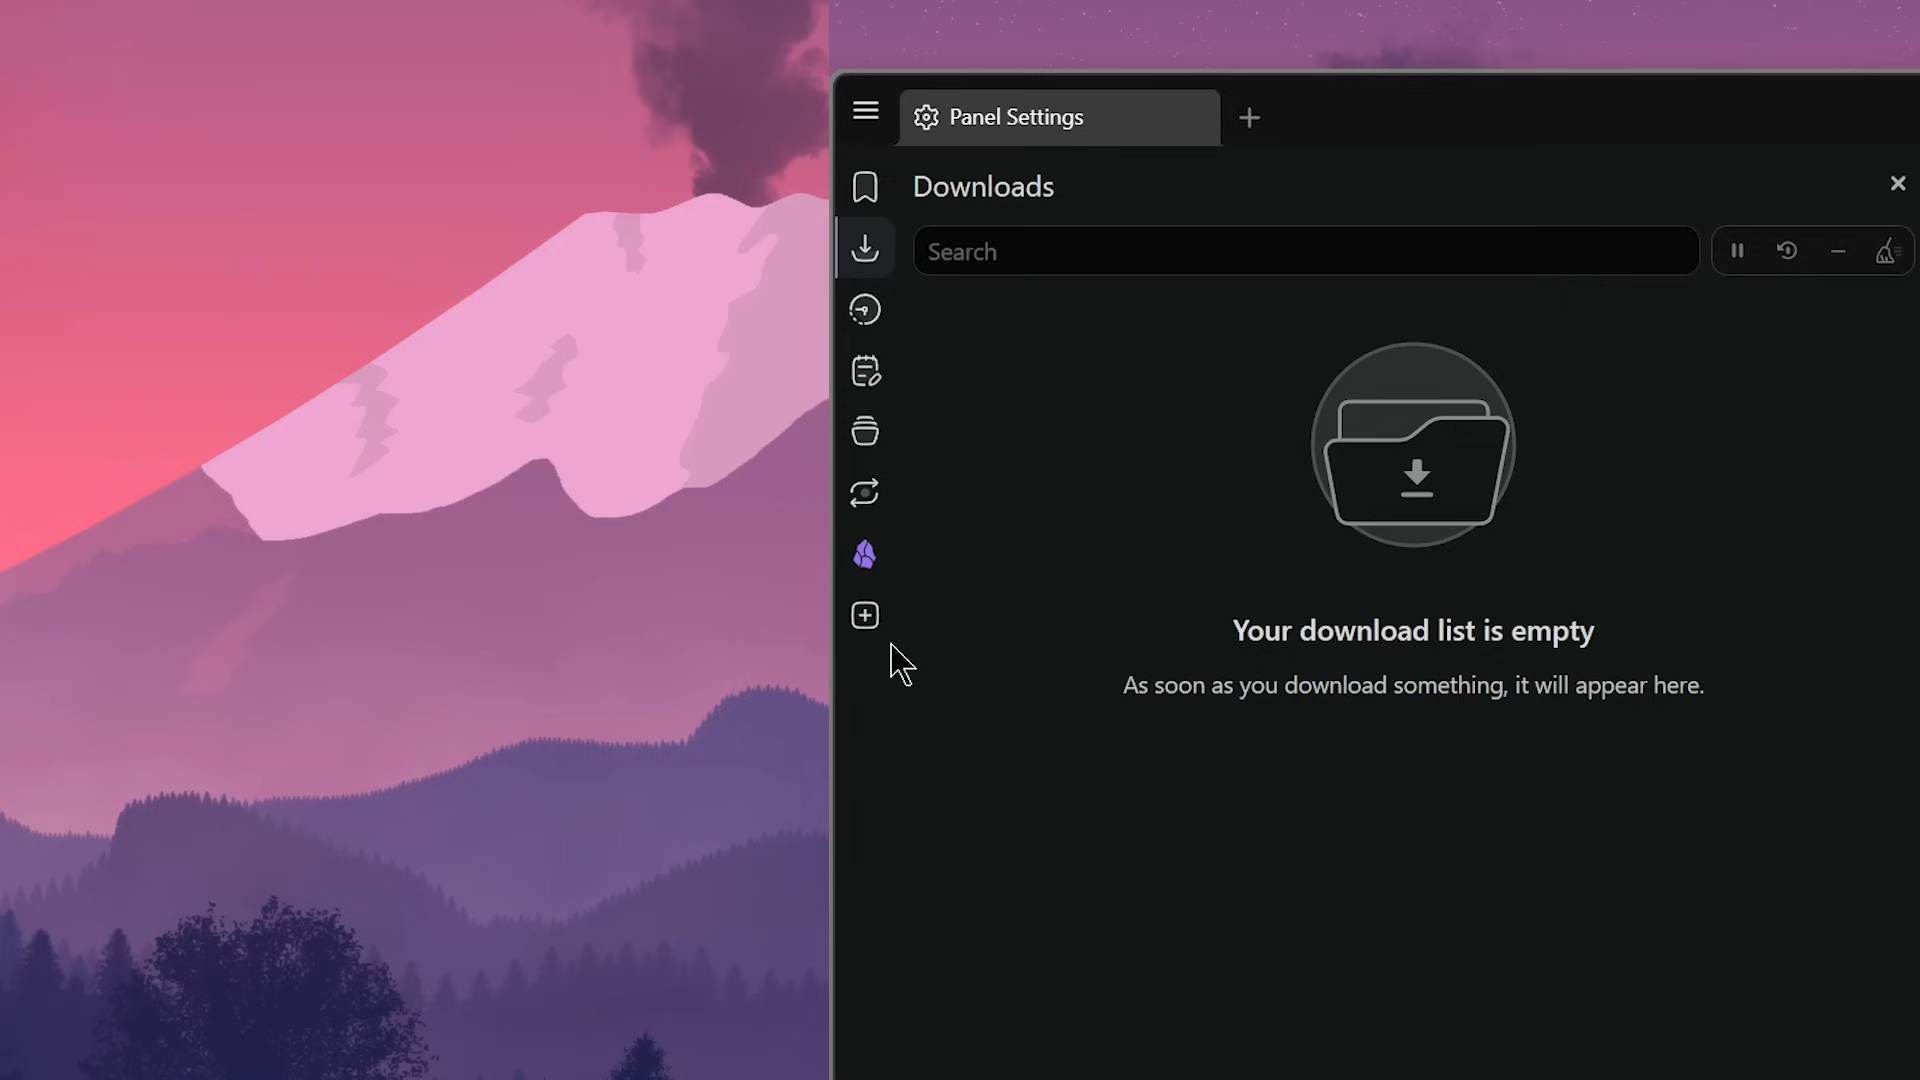 Panel Settings
Downloads
Search
Your download list is empty
As soon as you download something, it will appear here.